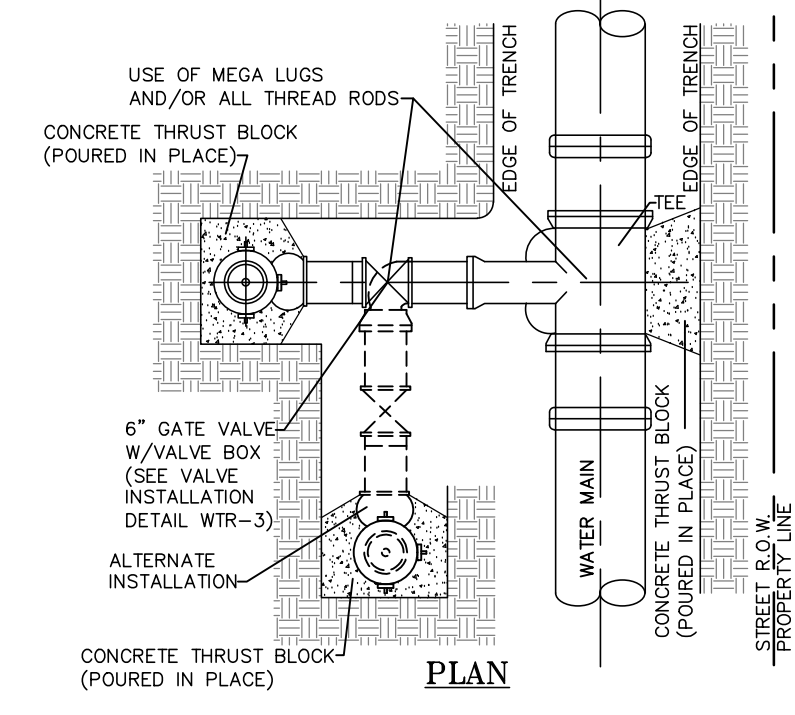 USE OF MEGA LUGS
AND/OR ALL THREAD RODS
CONCRETE THRUST BLOCK
(POURED IN PLACE)
EDGE OF TRENCH
EDGE OF TRENCH
TEE
6" GATE VALVE
W/VALVE BOX
(SEE VALVE
INSTALLATION
DETAIL WTR-3)
ALTERNATE
INSTALLATION
CONCRETE THRUST BLOCK
(POURED IN PLACE)
WATER MAIN
CONCRETE THRUST BLOCK
(POURED IN PLACE)
STREET R.O.W.
PROPERTY LINE
PLAN